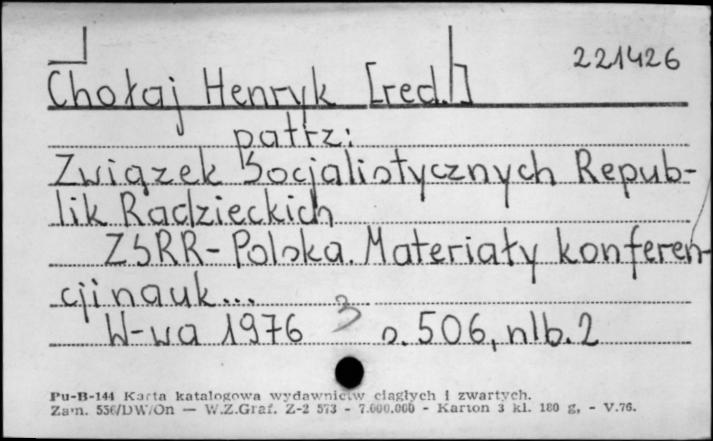 221426
Chołaj Henryk [red.]
patrz:
Związek Socjalistycznych Repub-
lik Radzieckich
ZSRR - Polska. Materiały konferen-
cji nauk...
W-wa 1976 3 s. 506, nlb. 2
Pu-B-144 Karta katalogowa wydawnictw ciągłych i zwartych.
Zam. 556/DW/On — W.Z.Graf. Z-2 573 - 7.000.000 - Karton 3 kl. 180 g, - V.76.